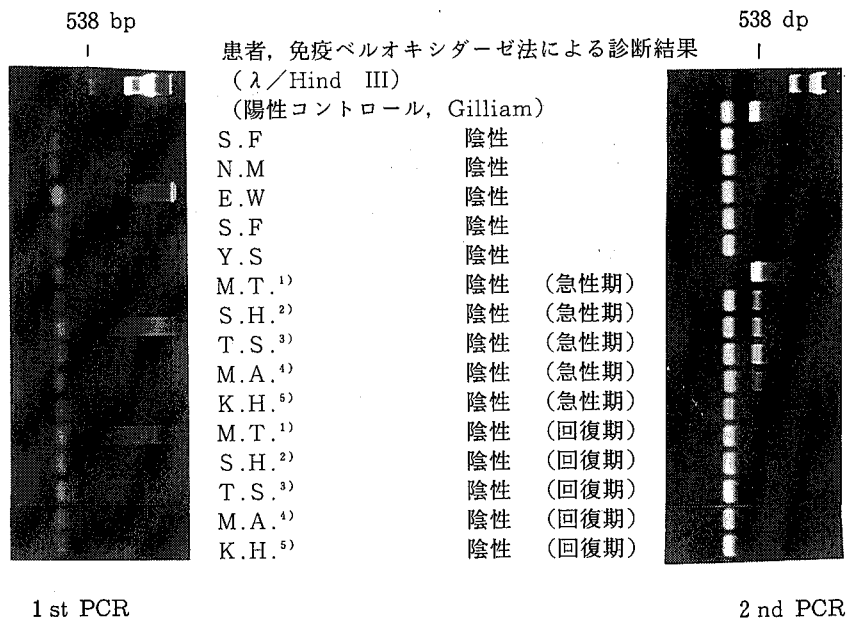 538 bp
538 dp
患者，免疫ベルオキシダーゼ法による診断結果
（λ／Hind III）
（陽性コントロール，Gilliam）
S.F 陰性
N.M 陰性
E.W 陰性
S.F 陰性
Y.S 陰性
M.T.¹⁾ 陰性 （急性期）
S.H.²⁾ 陰性 （急性期）
T.S.³⁾ 陰性 （急性期）
M.A.⁴⁾ 陰性 （急性期）
K.H.⁵⁾ 陰性 （急性期）
M.T.¹⁾ 陰性 （回復期）
S.H.²⁾ 陰性 （回復期）
T.S.³⁾ 陰性 （回復期）
M.A.⁴⁾ 陰性 （回復期）
K.H.⁵⁾ 陰性 （回復期）
1 st PCR
2 nd PCR